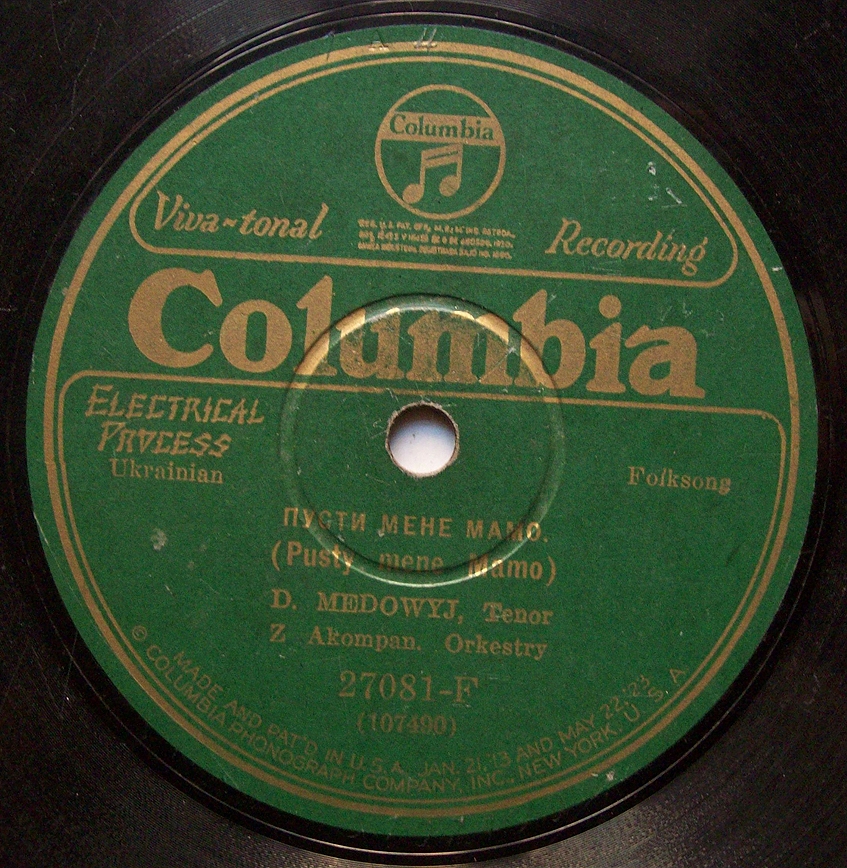 Columbia
Viva-tonal
Recording
Columbia
ELECTRICAL
PROCESS
Ukrainian
Folksong
ПУСТИ МЕНЕ МАМО.
(Pusty mene Mamo)
D. MEDOWYJ, Tenor
Z Akompan. Orkestry
27081-F
(107490)
MADE AND PAT'D IN U.S.A. JAN. 21,'13 AND MAY 22,'23
© COLUMBIA PHONOGRAPH COMPANY, INC., NEW YORK. U. S. A